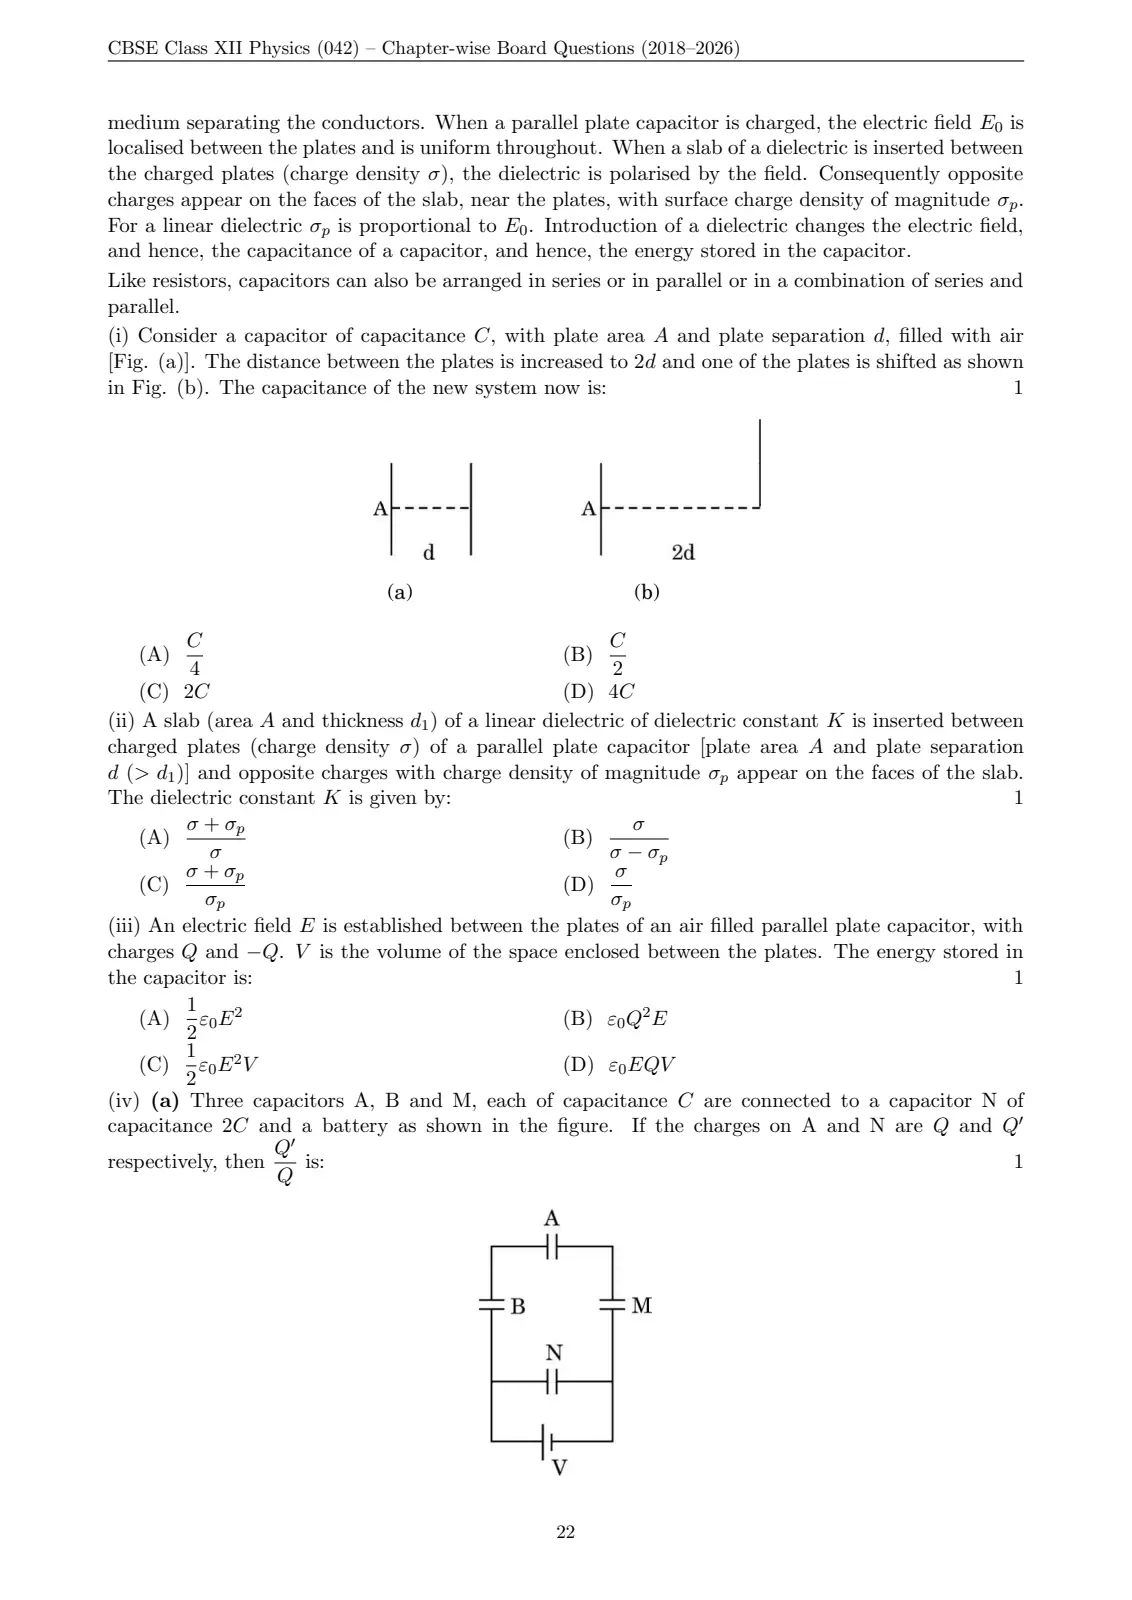 CBSE Class XII Physics (042) – Chapter-wise Board Questions (2018–2026)
medium separating the conductors. When a parallel plate capacitor is charged, the electric field E₀ is
localised between the plates and is uniform throughout. When a slab of a dielectric is inserted between
the charged plates (charge density σ), the dielectric is polarised by the field. Consequently opposite
charges appear on the faces of the slab, near the plates, with surface charge density of magnitude σₚ.
For a linear dielectric σₚ is proportional to E₀. Introduction of a dielectric changes the electric field,
and hence, the capacitance of a capacitor, and hence, the energy stored in the capacitor.
Like resistors, capacitors can also be arranged in series or in parallel or in a combination of series and
parallel.
(i) Consider a capacitor of capacitance C, with plate area A and plate separation d, filled with air
[Fig. (a)]. The distance between the plates is increased to 2d and one of the plates is shifted as shown
in Fig. (b). The capacitance of the new system now is: 1
A A
d 2d
(a) (b)
(A) C/4 (B) C/2
(C) 2C (D) 4C
(ii) A slab (area A and thickness d₁) of a linear dielectric of dielectric constant K is inserted between
charged plates (charge density σ) of a parallel plate capacitor [plate area A and plate separation
d (> d₁)] and opposite charges with charge density of magnitude σₚ appear on the faces of the slab.
The dielectric constant K is given by: 1
(A) (σ + σₚ)/σ (B) σ/(σ − σₚ)
(C) (σ + σₚ)/σₚ (D) σ/σₚ
(iii) An electric field E is established between the plates of an air filled parallel plate capacitor, with
charges Q and −Q. V is the volume of the space enclosed between the plates. The energy stored in
the capacitor is: 1
(A) 1/2 ε₀E² (B) ε₀Q²E
(C) 1/2 ε₀E²V (D) ε₀EQV
(iv) (a) Three capacitors A, B and M, each of capacitance C are connected to a capacitor N of
capacitance 2C and a battery as shown in the figure. If the charges on A and N are Q and Q′
respectively, then Q′/Q is: 1
A
B M
N
V
22